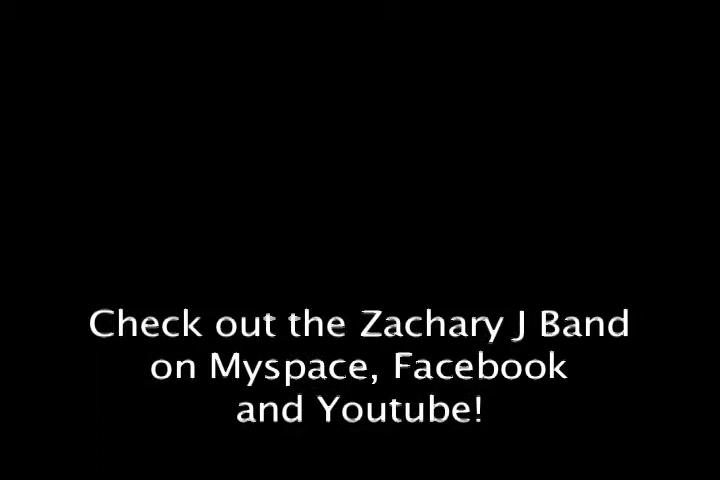 Check out the Zachary J Band
on Myspace, Facebook
and Youtube!